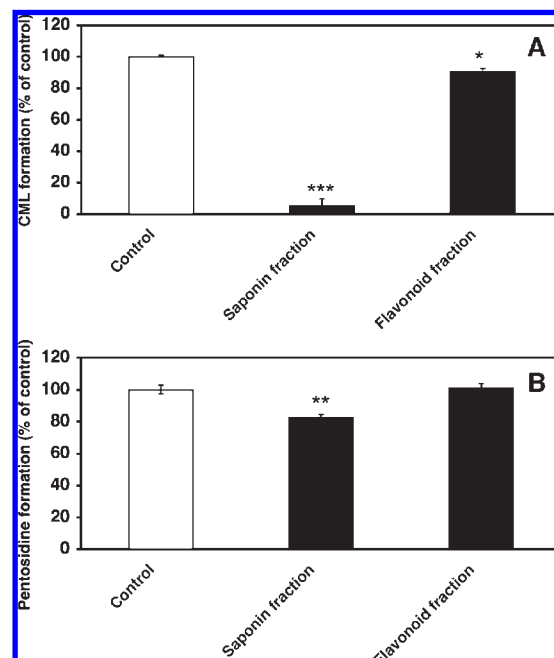 A
CML formation (% of control)
120
100
80
60
40
20
0
***
*
Control
Saponin fraction
Flavonoid fraction
B
Pentosidine formation (% of control)
120
100
80
60
40
20
0
**
Control
Saponin fraction
Flavonoid fraction